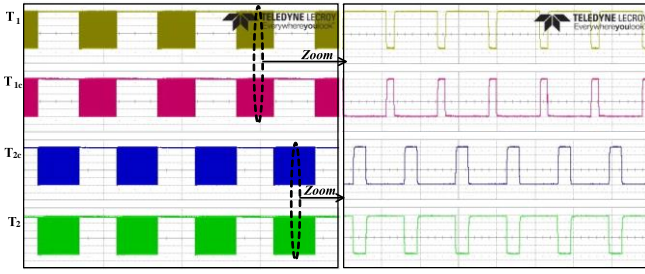 T1
TELEDYNE LECROY
Everywhereyoulook
TELEDYNE LECROY
Everywhereyoulook
Zoom
T1c
T2c
Zoom
T2